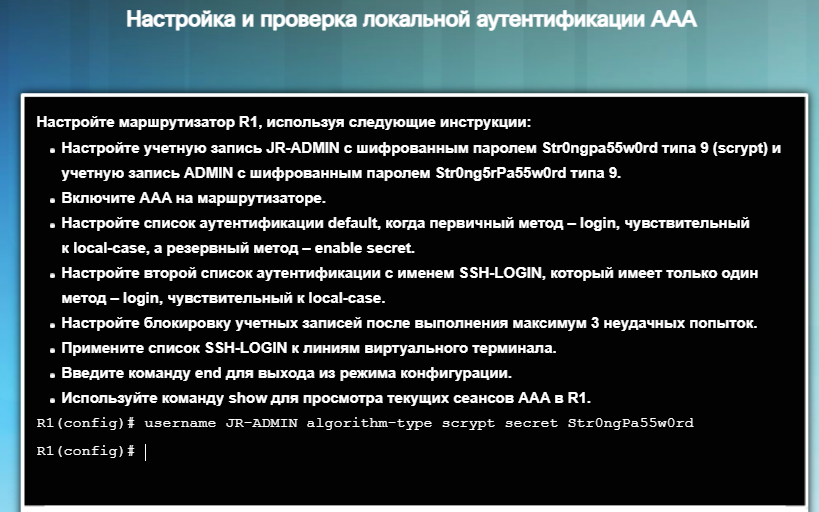 Настройка и проверка локальной аутентификации AAA
Настройте маршрутизатор R1, используя следующие инструкции:
Настройте учетную запись JR-ADMIN с шифрованным паролем Str0ngpa55w0rd типа 9 (scrypt) и
учетную запись ADMIN с шифрованным паролем Str0ng5rPa55w0rd типа 9.
Включите AAA на маршрутизаторе.
Настройте список аутентификации default, когда первичный метод – login, чувствительный
к local-case, а резервный метод – enable secret.
Настройте второй список аутентификации с именем SSH-LOGIN, который имеет только один
метод – login, чувствительный к local-case.
Настройте блокировку учетных записей после выполнения максимум 3 неудачных попыток.
Примените список SSH-LOGIN к линиям виртуального терминала.
Введите команду end для выхода из режима конфигурации.
Используйте команду show для просмотра текущих сеансов AAA в R1.
R1(config)# username JR-ADMIN algorithm-type scrypt secret Str0ngPa55w0rd
R1(config)#